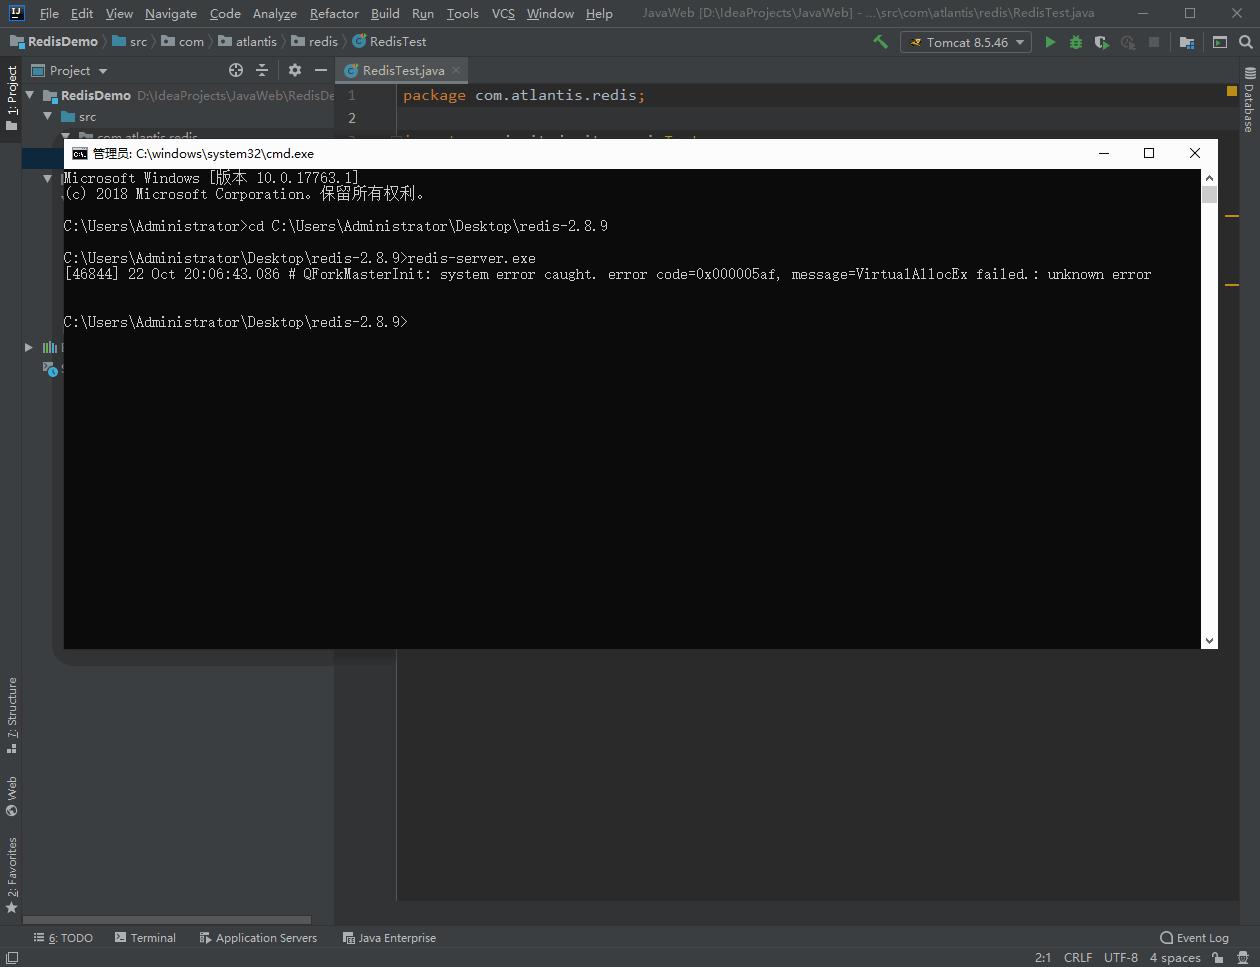 File Edit View Navigate Code Analyze Refactor Build Run Tools VCS Window Help JavaWeb [D:\IdeaProjects\JavaWeb] - ...\src\com\atlantis\redis\RedisTest.java
RedisDemo src com atlantis redis RedisTest Tomcat 8.5.46
1: Project
Project
RedisTest.java
Database
RedisDemo D:\IdeaProjects\JavaWeb\RedisDe
1 package com.atlantis.redis;
src
2
com.atlantis.redis
管理员: C:\windows\system32\cmd.exe
Microsoft Windows [版本 10.0.17763.1]
(c) 2018 Microsoft Corporation。保留所有权利。
C:\Users\Administrator>cd C:\Users\Administrator\Desktop\redis-2.8.9
C:\Users\Administrator\Desktop\redis-2.8.9>redis-server.exe
[46844] 22 Oct 20:06:43.086 # QForkMasterInit: system error caught. error code=0x000005af, message=VirtualAllocEx failed.: unknown error
C:\Users\Administrator\Desktop\redis-2.8.9>
7: Structure
Web
2: Favorites
6: TODO Terminal Application Servers Java Enterprise Event Log
2:1 CRLF UTF-8 4 spaces